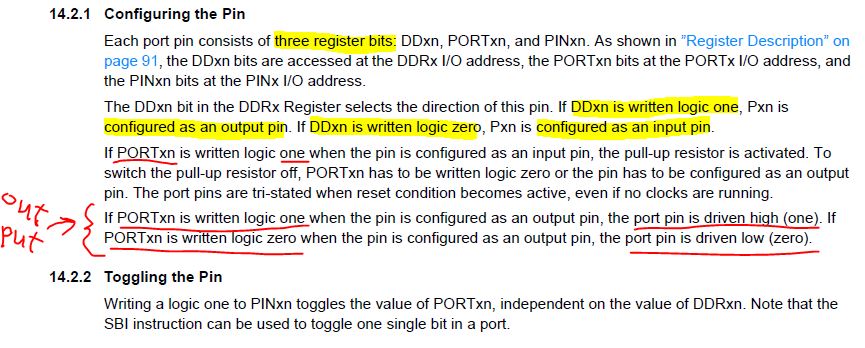 14.2.1 Configuring the Pin
Each port pin consists of three register bits: DDxn, PORTxn, and PINxn. As shown in "Register Description" on
page 91, the DDxn bits are accessed at the DDRx I/O address, the PORTxn bits at the PORTx I/O address, and
the PINxn bits at the PINx I/O address.
The DDxn bit in the DDRx Register selects the direction of this pin. If DDxn is written logic one, Pxn is
configured as an output pin. If DDxn is written logic zero, Pxn is configured as an input pin.
If PORTxn is written logic one when the pin is configured as an input pin, the pull-up resistor is activated. To
switch the pull-up resistor off, PORTxn has to be written logic zero or the pin has to be configured as an output
pin. The port pins are tri-stated when reset condition becomes active, even if no clocks are running.
out
put
If PORTxn is written logic one when the pin is configured as an output pin, the port pin is driven high (one). If
PORTxn is written logic zero when the pin is configured as an output pin, the port pin is driven low (zero).
14.2.2 Toggling the Pin
Writing a logic one to PINxn toggles the value of PORTxn, independent on the value of DDRxn. Note that the
SBI instruction can be used to toggle one single bit in a port.